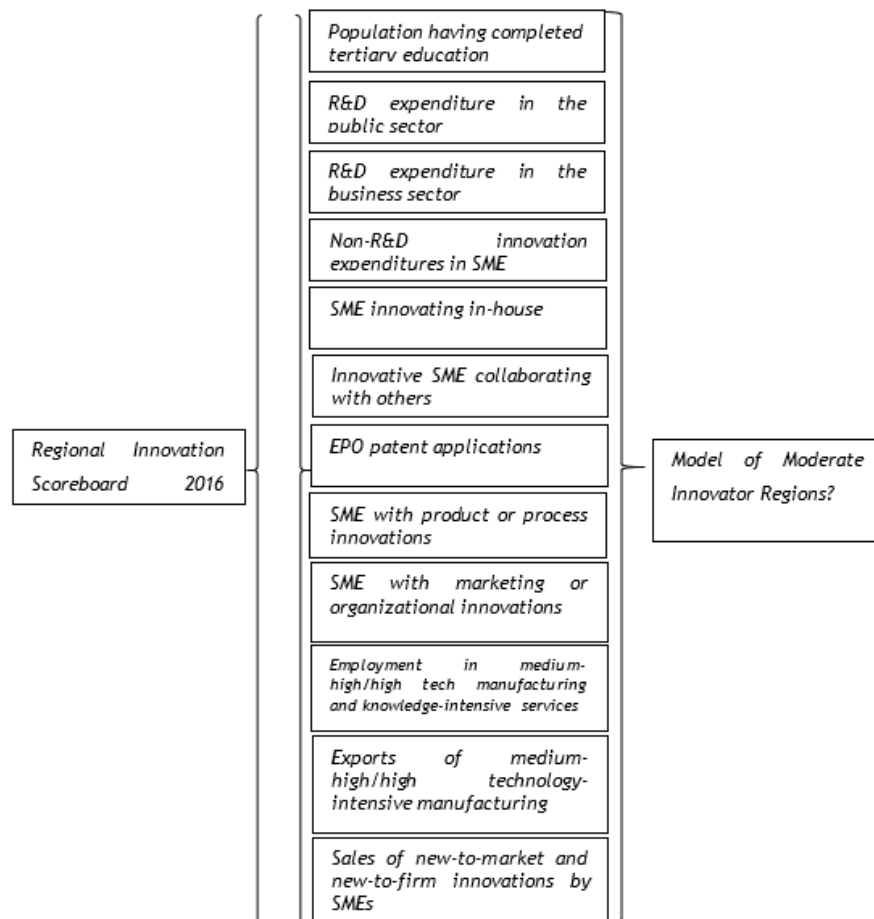 Population having completed
tertiary education
R&D expenditure in the
public sector
R&D expenditure in the
business sector
Non-R&D innovation
expenditures in SME
SME innovating in-house
Innovative SME collaborating
with others
Regional Innovation
Scoreboard 2016
EPO patent applications
Model of Moderate
Innovator Regions?
SME with product or process
innovations
SME with marketing or
organizational innovations
Employment in medium-
high/high tech manufacturing
and knowledge-intensive services
Exports of medium-
high/high technology-
intensive manufacturing
Sales of new-to-market and
new-to-firm innovations by
SMEs